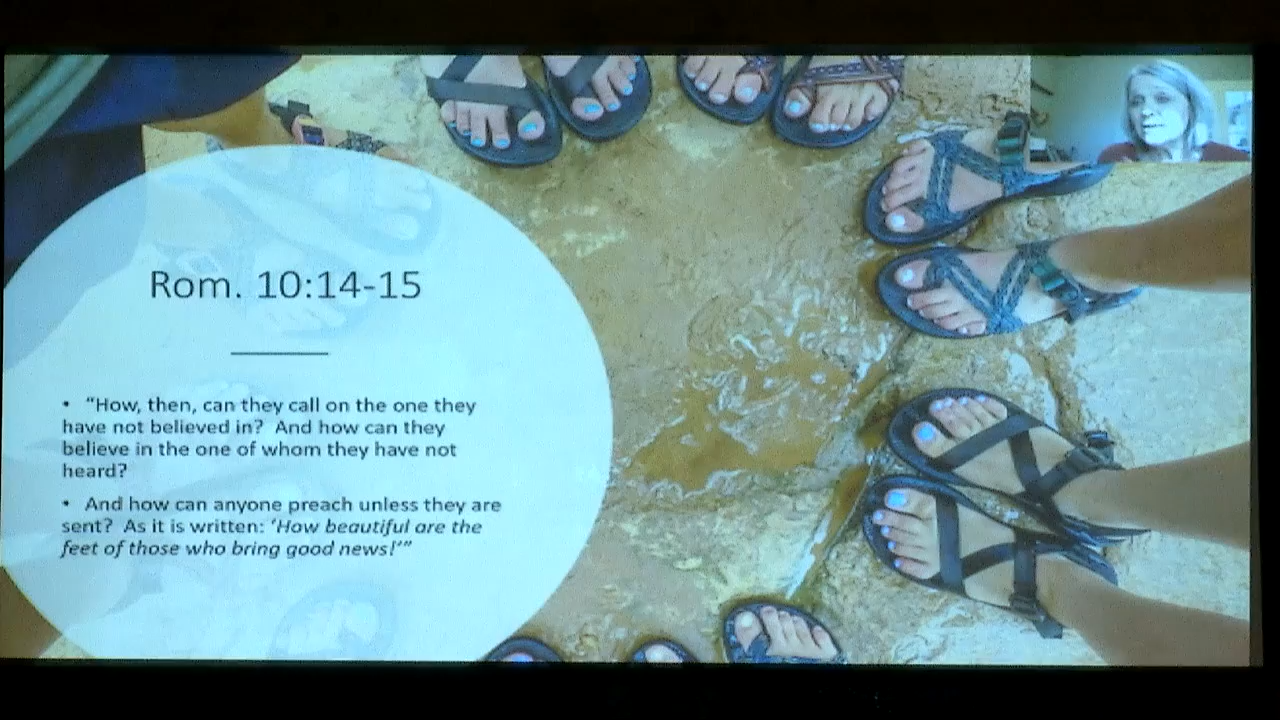 Rom. 10:14-15
• “How, then, can they call on the one they
have not believed in?  And how can they
believe in the one of whom they have not
heard?
• And how can anyone preach unless they are
sent?  As it is written: ‘How beautiful are the
feet of those who bring good news!’”